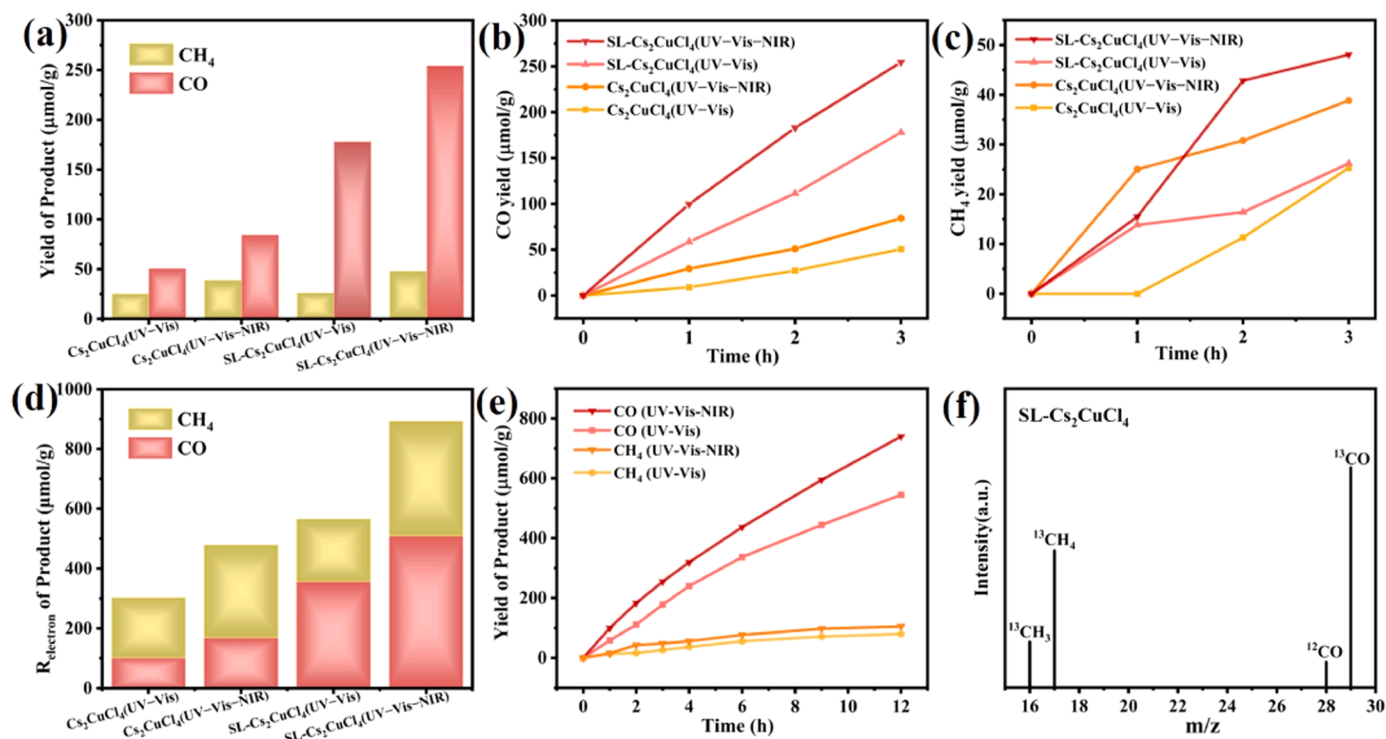 (a)
Yield of Product (μmol/g)
300
250
200
150
100
50
0
CH₄
CO
Cs₂CuCl₄(UV−Vis)
Cs₂CuCl₄(UV−Vis−NIR)
SL-Cs₂CuCl₄(UV−Vis)
SL-Cs₂CuCl₄(UV−Vis−NIR)
(b)
CO yield (μmol/g)
300
250
200
150
100
50
0
SL-Cs₂CuCl₄(UV−Vis−NIR)
SL-Cs₂CuCl₄(UV−Vis)
Cs₂CuCl₄(UV−Vis−NIR)
Cs₂CuCl₄(UV−Vis)
0 1 2 3
Time (h)
(c)
CH₄ yield (μmol/g)
50
40
30
20
10
0
SL-Cs₂CuCl₄(UV−Vis−NIR)
SL-Cs₂CuCl₄(UV−Vis)
Cs₂CuCl₄(UV−Vis−NIR)
Cs₂CuCl₄(UV−Vis)
0 1 2 3
Time (h)
(d)
Rₑₗₑcₜᵣₒₙ of Product (μmol/g)
1000
800
600
400
200
0
CH₄
CO
Cs₂CuCl₄(UV−Vis)
Cs₂CuCl₄(UV−Vis−NIR)
SL-Cs₂CuCl₄(UV−Vis)
SL-Cs₂CuCl₄(UV−Vis−NIR)
(e)
Yield of Product (μmol/g)
800
600
400
200
0
CO (UV-Vis-NIR)
CO (UV-Vis)
CH₄ (UV-Vis-NIR)
CH₄ (UV-Vis)
0 2 4 6 8 10 12
Time (h)
(f)
Intensity(a.u.)
SL-Cs₂CuCl₄
¹³CH₃
¹³CH₄
¹²CO
¹³CO
16 18 20 22 24 26 28 30
m/z